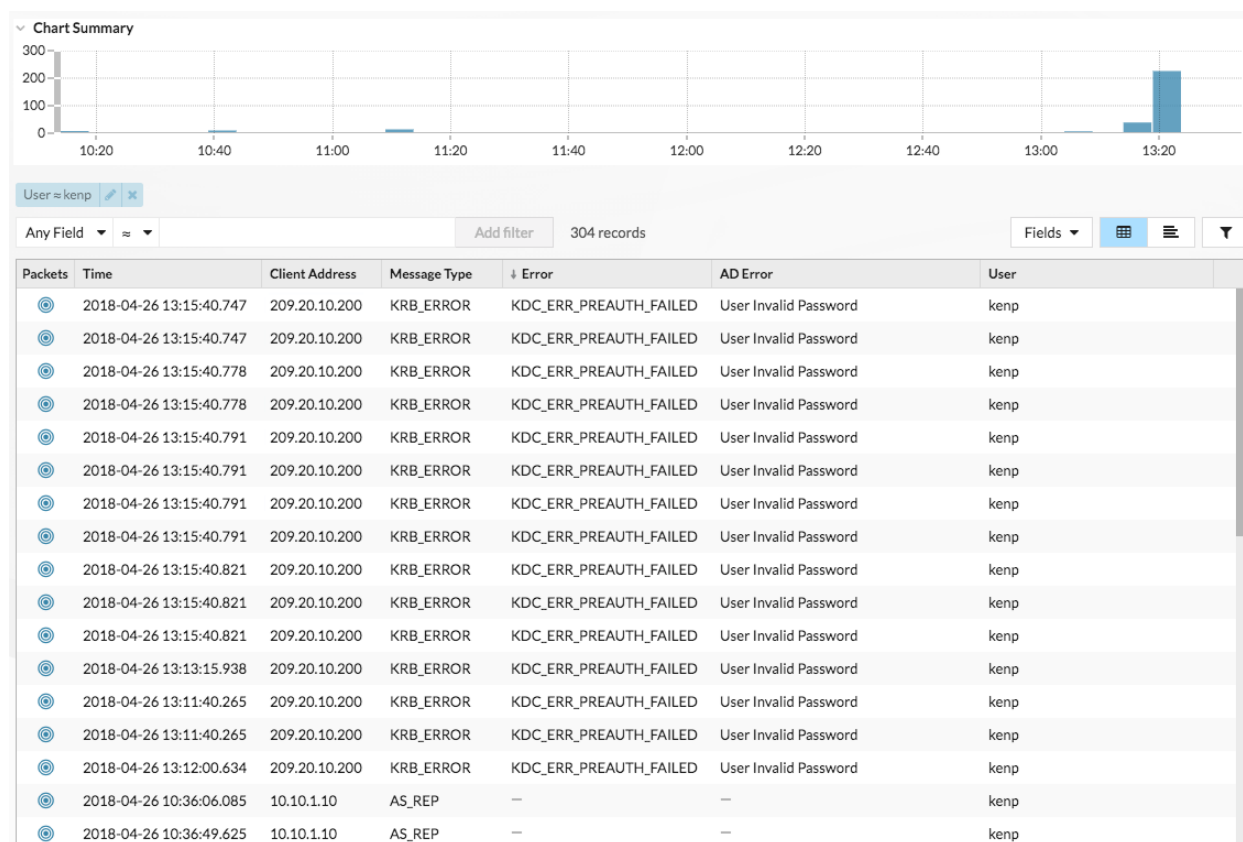 Chart Summary
300
200
100
0
10:20 10:40 11:00 11:20 11:40 12:00 12:20 12:40 13:00 13:20
User ≈ kenp
Any Field ≈ Add filter 304 records Fields
Packets Time Client Address Message Type ↓ Error AD Error User
2018-04-26 13:15:40.747 209.20.10.200 KRB_ERROR KDC_ERR_PREAUTH_FAILED User Invalid Password kenp
2018-04-26 13:15:40.747 209.20.10.200 KRB_ERROR KDC_ERR_PREAUTH_FAILED User Invalid Password kenp
2018-04-26 13:15:40.778 209.20.10.200 KRB_ERROR KDC_ERR_PREAUTH_FAILED User Invalid Password kenp
2018-04-26 13:15:40.778 209.20.10.200 KRB_ERROR KDC_ERR_PREAUTH_FAILED User Invalid Password kenp
2018-04-26 13:15:40.791 209.20.10.200 KRB_ERROR KDC_ERR_PREAUTH_FAILED User Invalid Password kenp
2018-04-26 13:15:40.791 209.20.10.200 KRB_ERROR KDC_ERR_PREAUTH_FAILED User Invalid Password kenp
2018-04-26 13:15:40.791 209.20.10.200 KRB_ERROR KDC_ERR_PREAUTH_FAILED User Invalid Password kenp
2018-04-26 13:15:40.791 209.20.10.200 KRB_ERROR KDC_ERR_PREAUTH_FAILED User Invalid Password kenp
2018-04-26 13:15:40.821 209.20.10.200 KRB_ERROR KDC_ERR_PREAUTH_FAILED User Invalid Password kenp
2018-04-26 13:15:40.821 209.20.10.200 KRB_ERROR KDC_ERR_PREAUTH_FAILED User Invalid Password kenp
2018-04-26 13:15:40.821 209.20.10.200 KRB_ERROR KDC_ERR_PREAUTH_FAILED User Invalid Password kenp
2018-04-26 13:13:15.938 209.20.10.200 KRB_ERROR KDC_ERR_PREAUTH_FAILED User Invalid Password kenp
2018-04-26 13:11:40.265 209.20.10.200 KRB_ERROR KDC_ERR_PREAUTH_FAILED User Invalid Password kenp
2018-04-26 13:11:40.265 209.20.10.200 KRB_ERROR KDC_ERR_PREAUTH_FAILED User Invalid Password kenp
2018-04-26 13:12:00.634 209.20.10.200 KRB_ERROR KDC_ERR_PREAUTH_FAILED User Invalid Password kenp
2018-04-26 10:36:06.085 10.10.1.10 AS_REP — — kenp
2018-04-26 10:36:49.625 10.10.1.10 AS_REP — — kenp